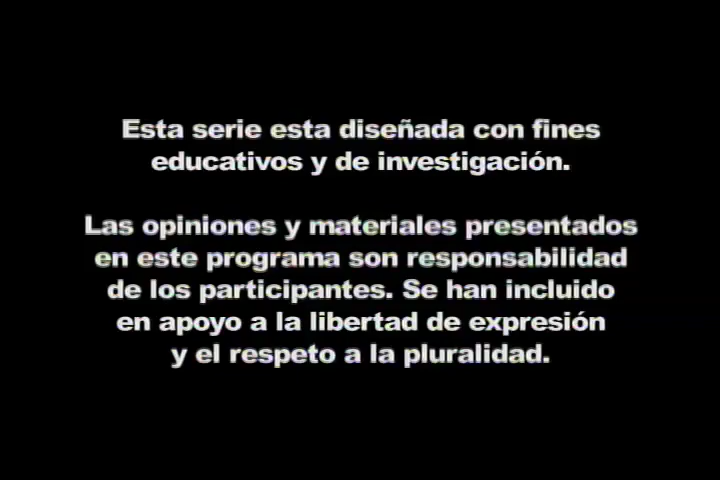 Esta serie esta diseñada con fines
educativos y de investigación.
Las opiniones y materiales presentados
en este programa son responsabilidad
de los participantes. Se han incluido
en apoyo a la libertad de expresión
y el respeto a la pluralidad.